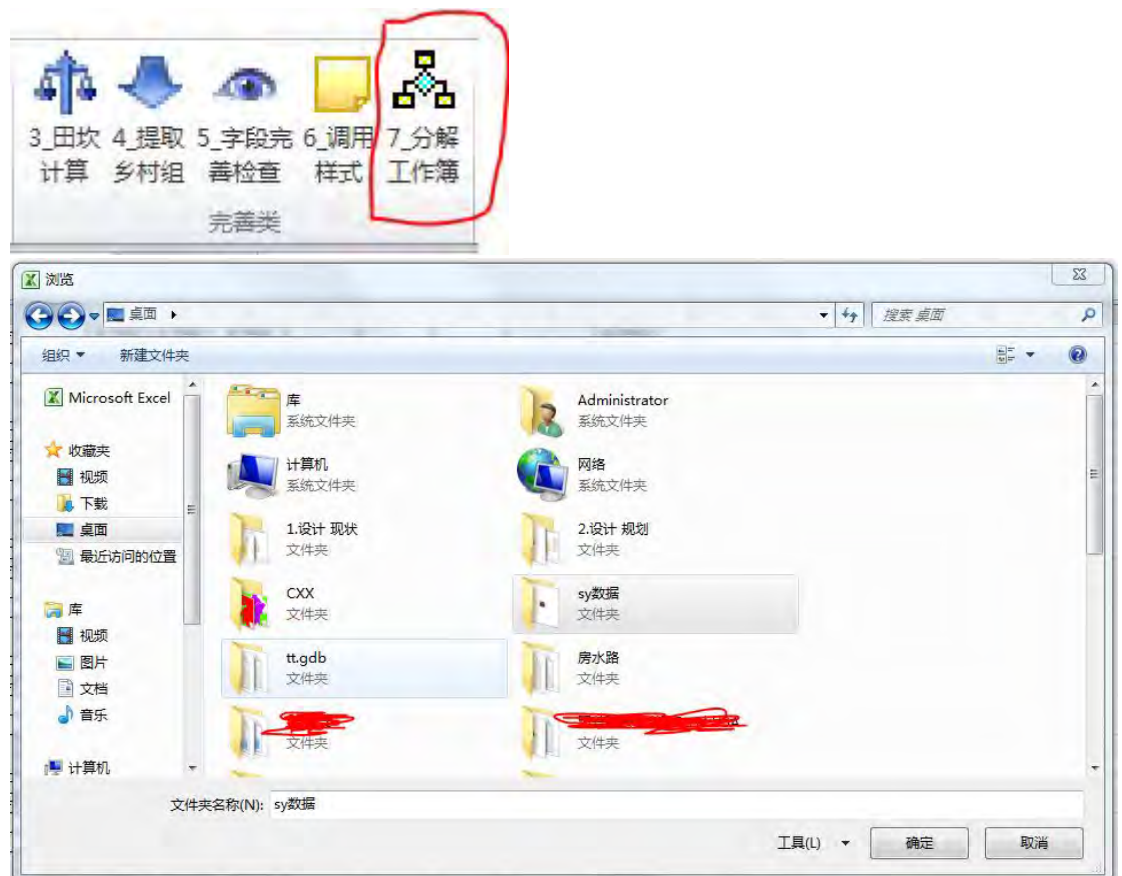 3_田坎 4_提取 5_字段完 6_调用 7_分解
计算 乡村组 善检查 样式 工作簿
完善类
浏览
桌面
搜索 桌面
组织 新建文件夹
Microsoft Excel
收藏夹
视频
下载
桌面
最近访问的位置
库
视频
图片
文档
音乐
计算机
库
系统文件夹
Administrator
系统文件夹
计算机
系统文件夹
网络
系统文件夹
1.设计 现状
文件夹
2.设计 规划
文件夹
CXX
文件夹
sy数据
文件夹
tt.gdb
文件夹
房水路
文件夹
文件夹
文件夹
文件夹名称(N): sy数据
工具(L) 确定 取消